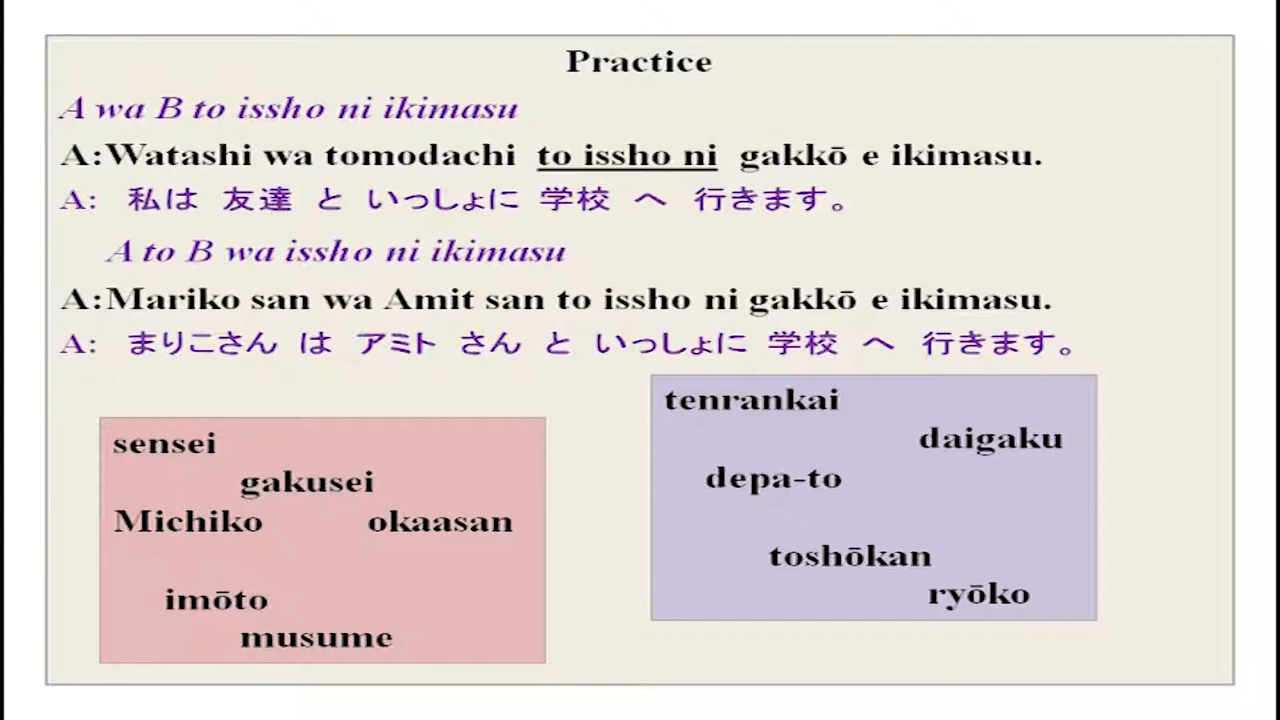 Practice
A wa B to issho ni ikimasu
A:Watashi wa tomodachi to issho ni gakkō e ikimasu.
A: 私は 友達 と いっしょに 学校 へ 行きます。
A to B wa issho ni ikimasu
A:Mariko san wa Amit san to issho ni gakkō e ikimasu.
A: まりこさん は アミト さん と いっしょに 学校 へ 行きます。
sensei
gakusei
Michiko okaasan
imōto
musume
tenrankai
daigaku
depa-to
toshōkan
ryōko